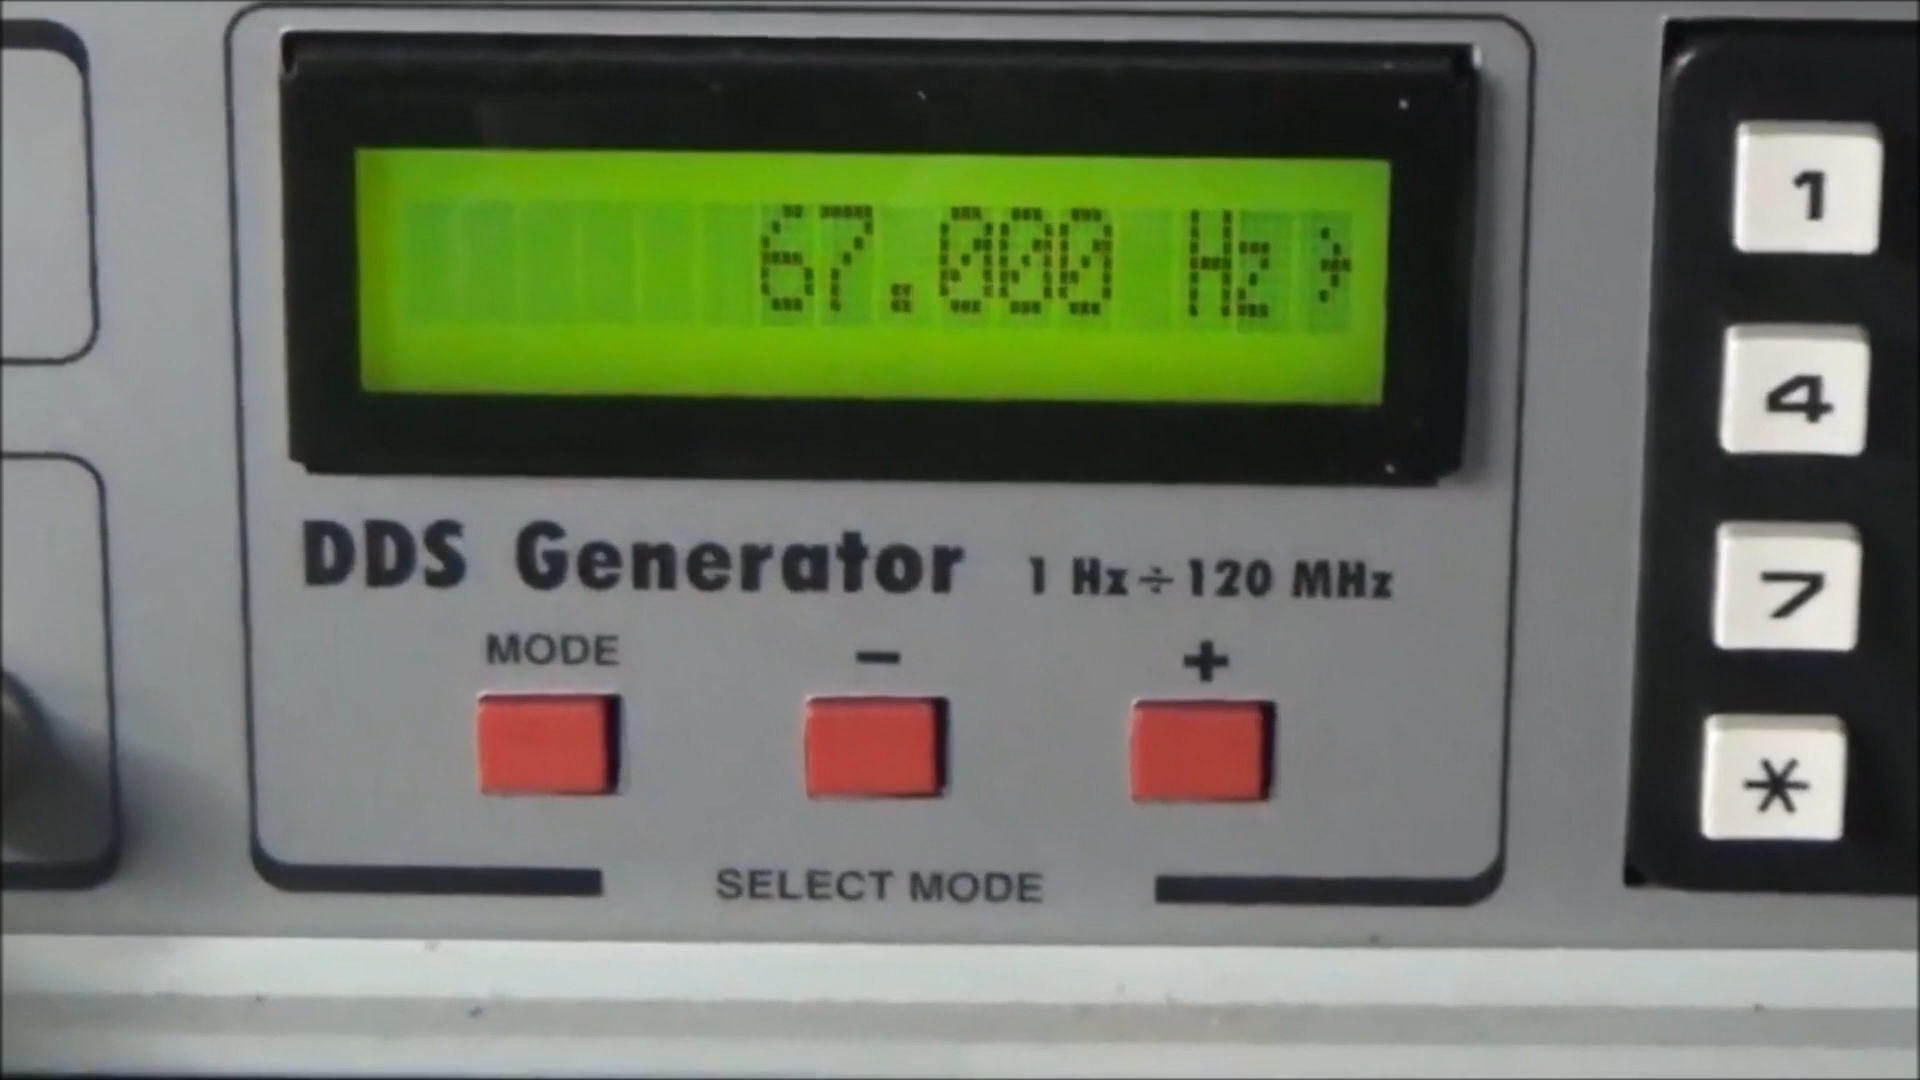 67.000 Hz
DDS Generator 1 Hz÷120 MHz
MODE - +
SELECT MODE
1
4
7
*